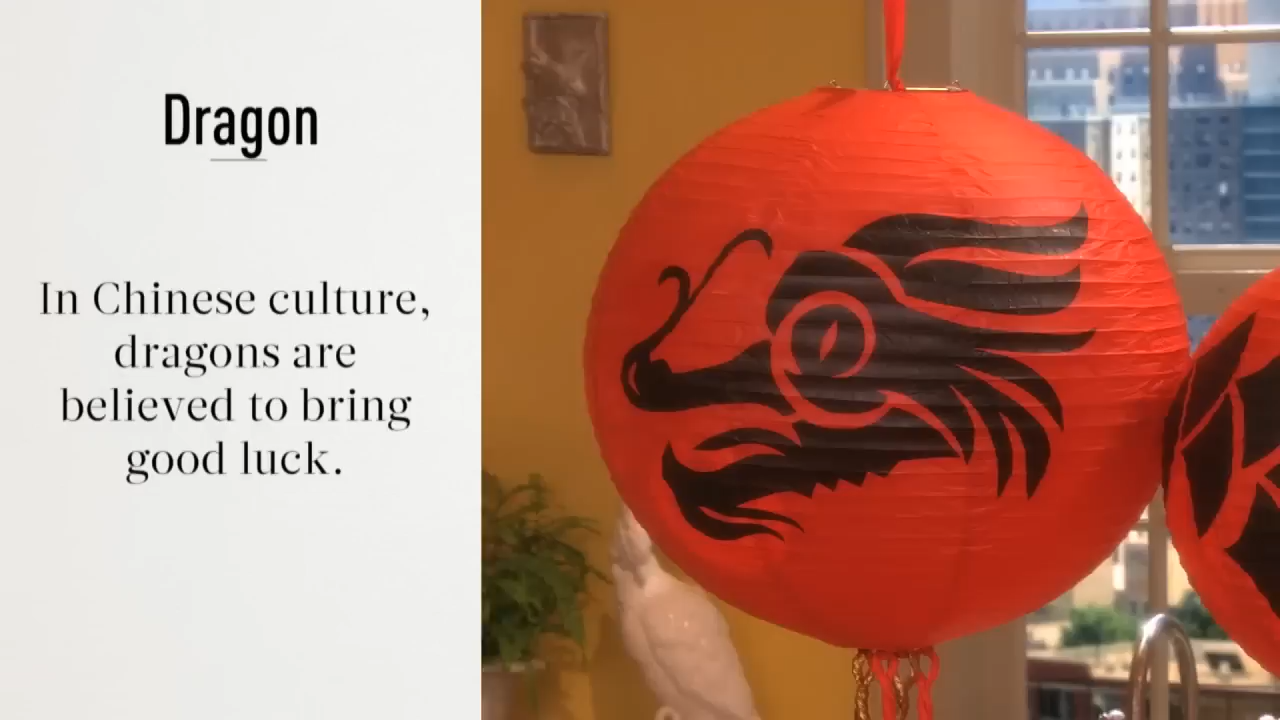 Dragon
In Chinese culture,
dragons are
believed to bring
good luck.